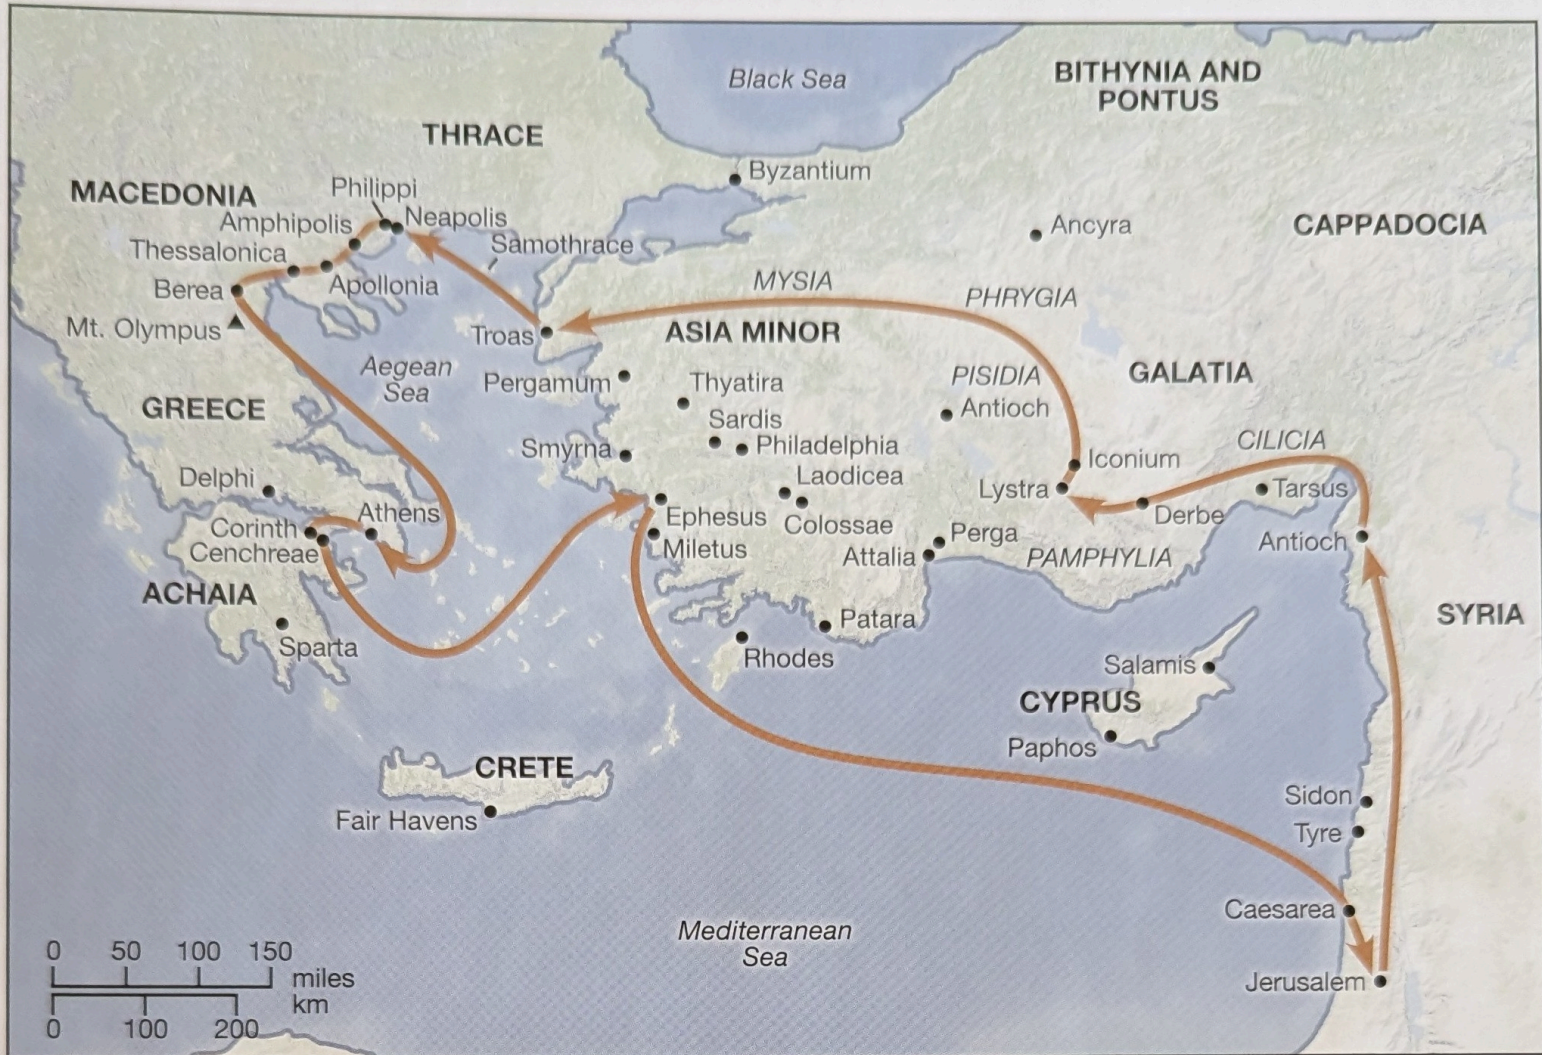 Black Sea
BITHYNIA AND
PONTUS
THRACE
Byzantium
MACEDONIA
Philippi
Amphipolis
Neapolis
Ancyra
CAPPADOCIA
Thessalonica
Samothrace
Berea
Apollonia
MYSIA
PHRYGIA
Mt. Olympus
Troas
ASIA MINOR
Aegean
Sea
Pergamum
Thyatira
PISIDIA
GALATIA
GREECE
Sardis
Antioch
Smyrna
Philadelphia
CILICIA
Iconium
Delphi
Laodicea
Lystra
Tarsus
Corinth
Athens
Ephesus
Colossae
Derbe
Cenchreae
Miletus
Attalia
Perga
PAMPHYLIA
Antioch
ACHAIA
Patara
SYRIA
Sparta
Rhodes
Salamis
CYPRUS
Paphos
CRETE
Fair Havens
Sidon
Tyre
Caesarea
Mediterranean
Sea
Jerusalem
0 50 100 150
miles
km
0 100 200